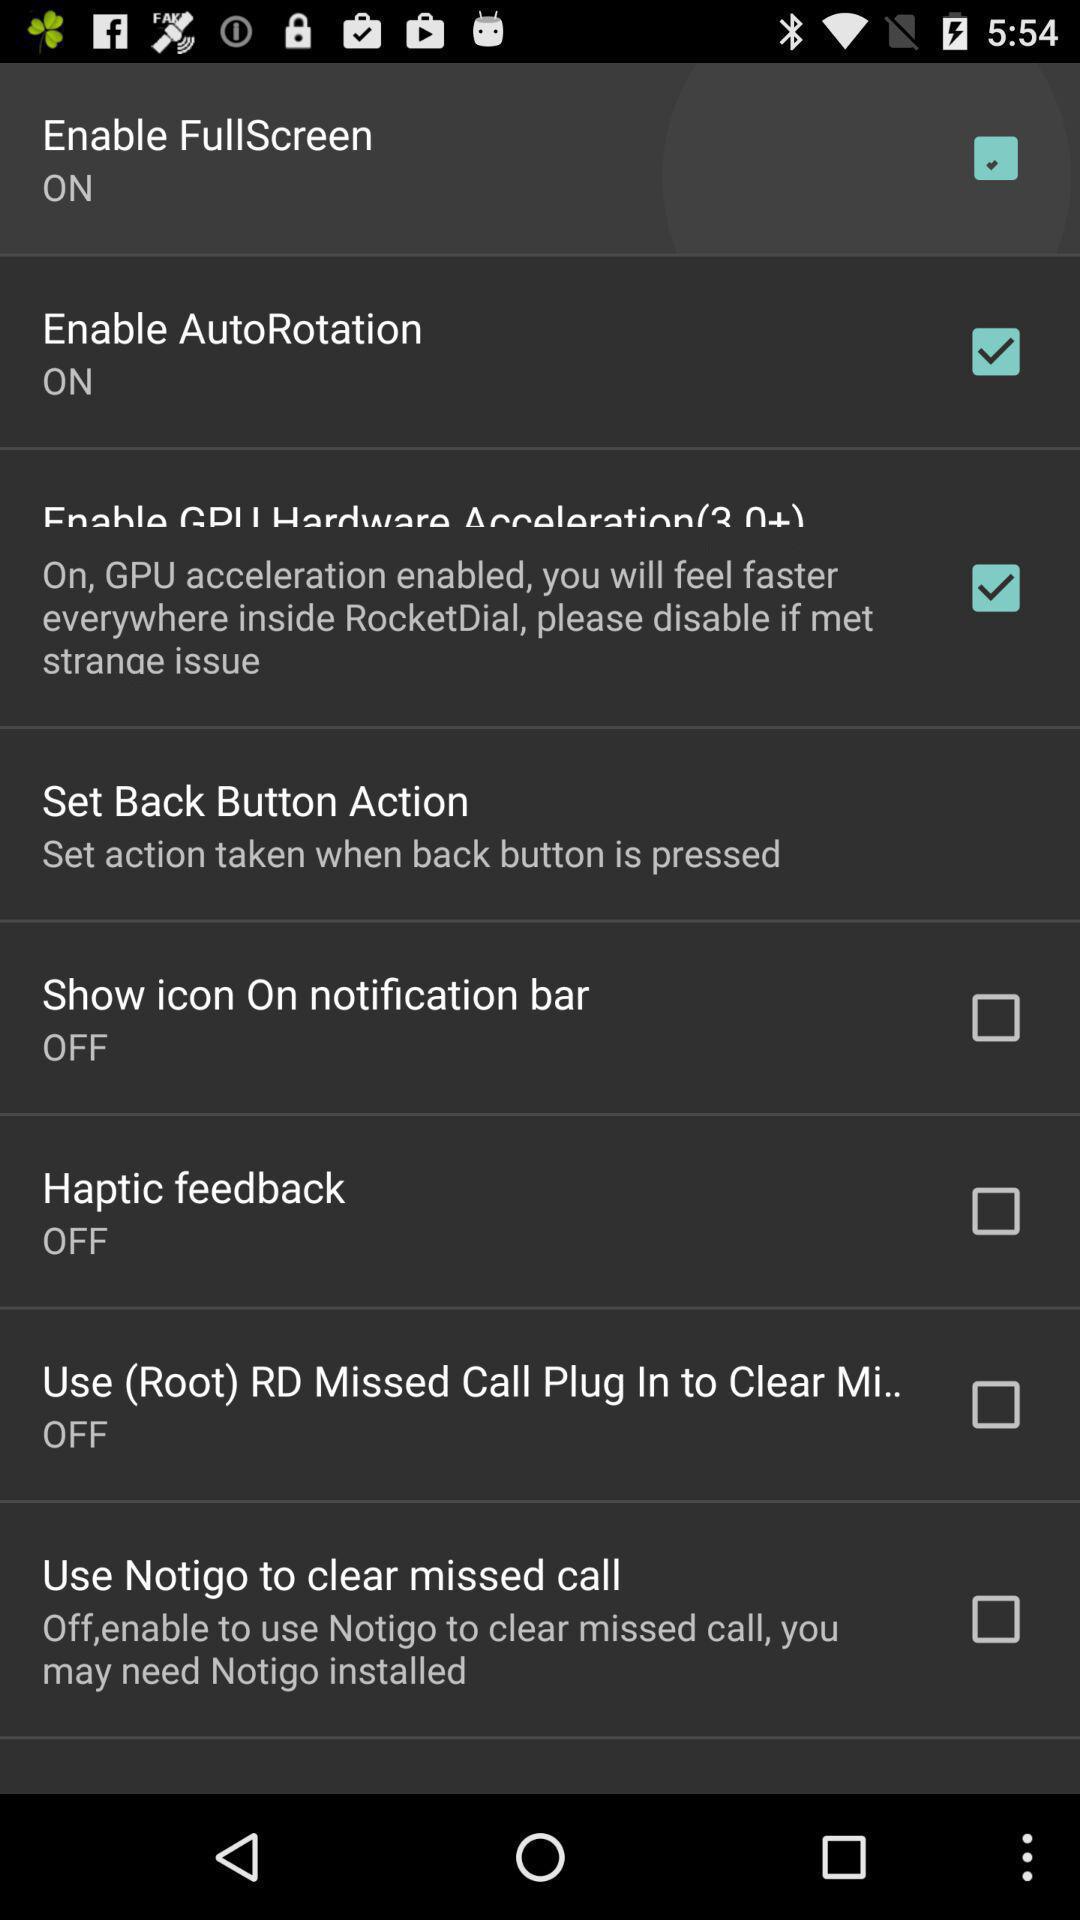 FAKE
5:54
Enable FullScreen
ON
Enable AutoRotation
ON
Enable GPU Hardware Acceleration(3.0+)
On, GPU acceleration enabled, you will feel faster
everywhere inside RocketDial, please disable if met
strange issue
Set Back Button Action
Set action taken when back button is pressed
Show icon On notification bar
OFF
Haptic feedback
OFF
Use (Root) RD Missed Call Plug In to Clear Mi..
OFF
Use Notigo to clear missed call
Off,enable to use Notigo to clear missed call, you
may need Notigo installed